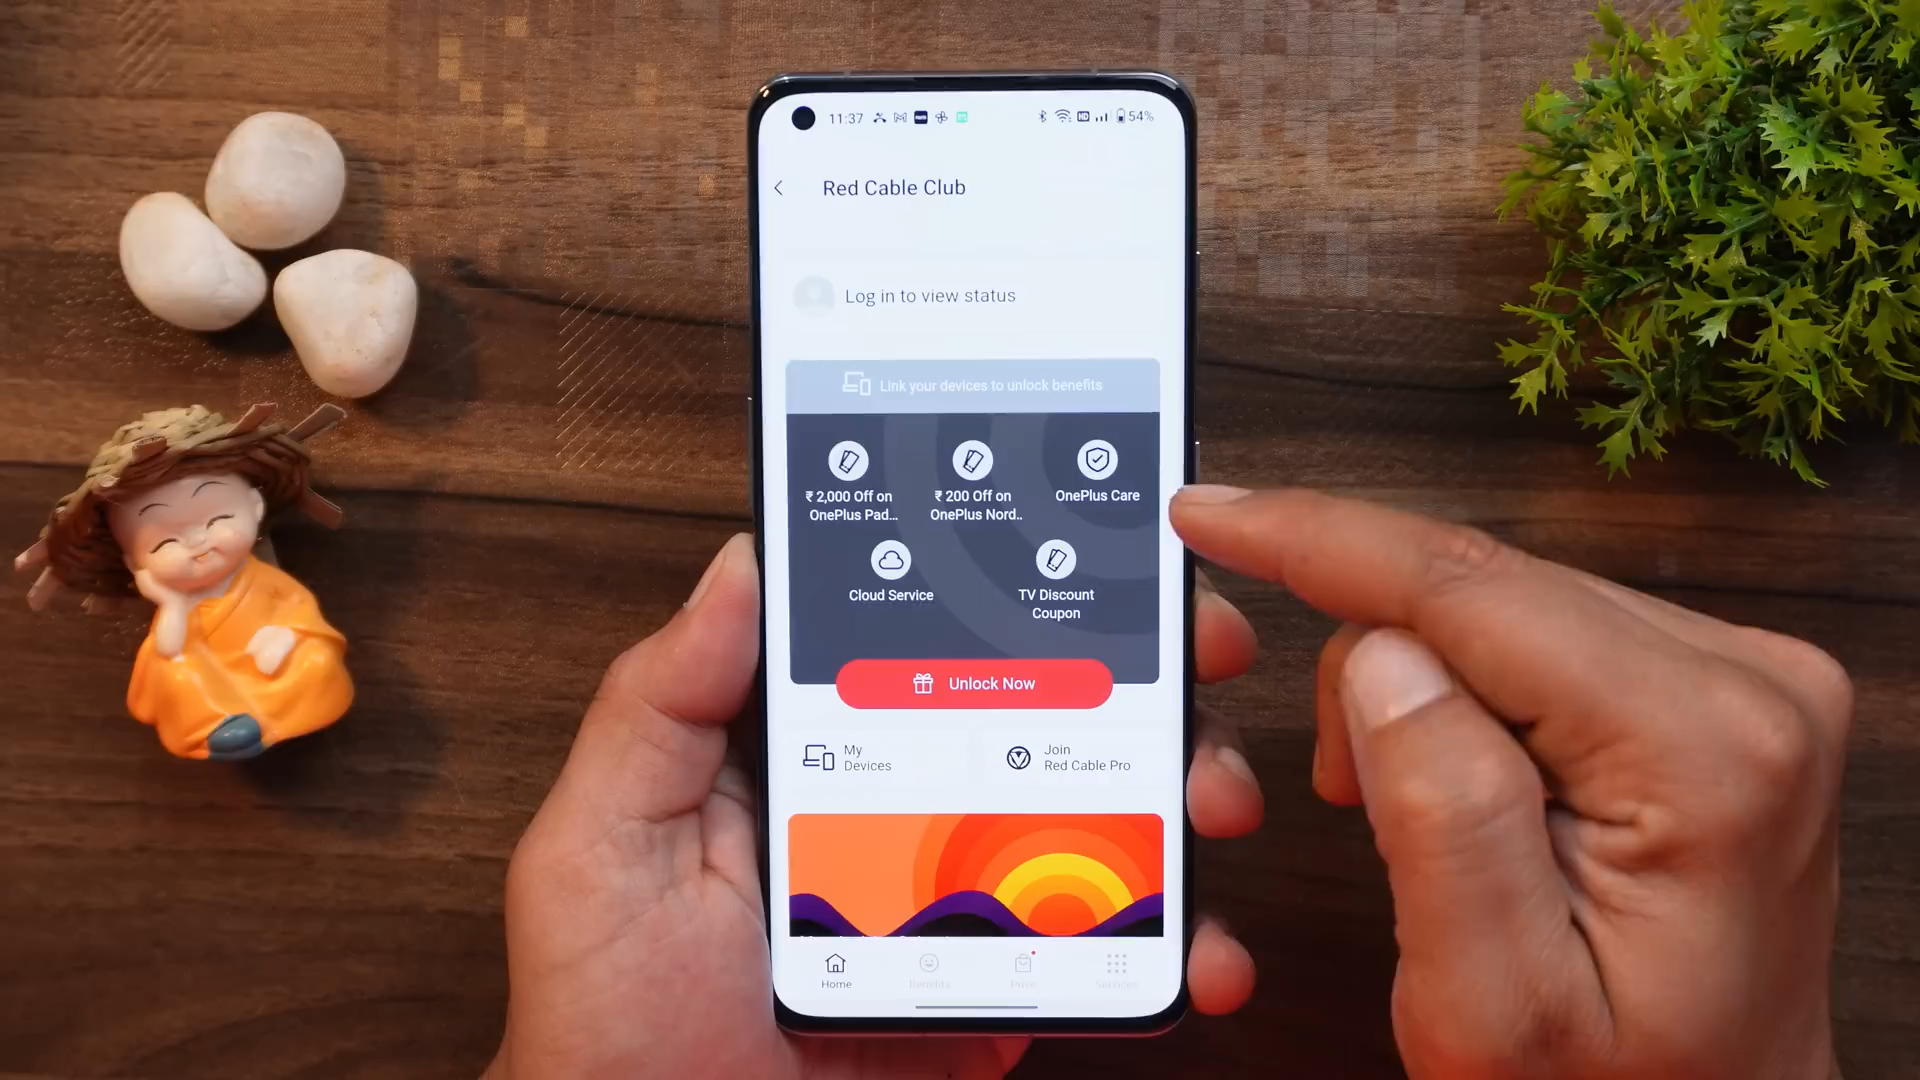 11:37
54%
Red Cable Club
Log in to view status
Link your devices to unlock benefits
₹ 2,000 Off on
OnePlus Pad...
₹ 200 Off on
OnePlus Nord..
OnePlus Care
Cloud Service
TV Discount
Coupon
Unlock Now
My
Devices
Join
Red Cable Pro
Home
Benefits
Services